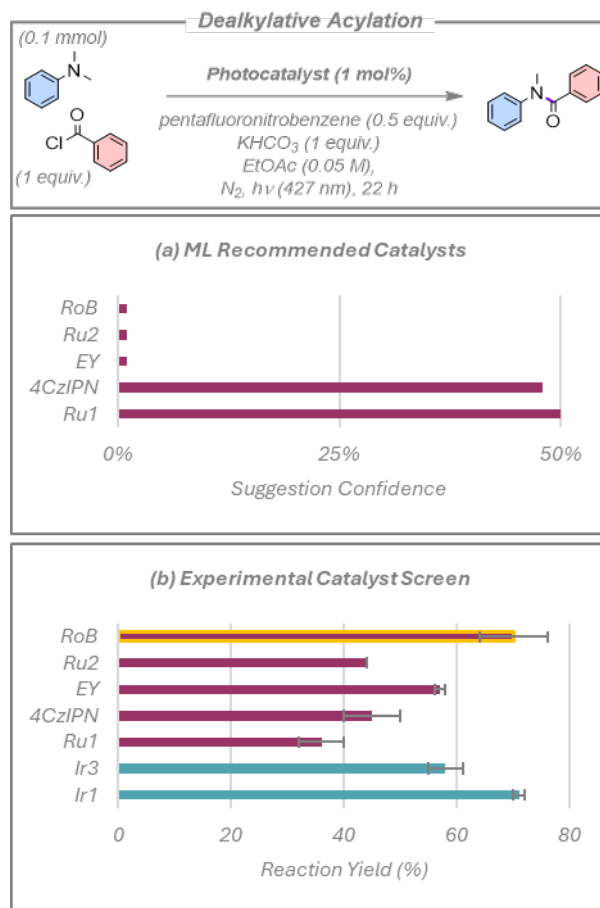 Dealkylative Acylation
(0.1 mmol)
N
Cl
O
(1 equiv.)
Photocatalyst (1 mol%)
pentafluoronitrobenzene (0.5 equiv.)
KHCO₃ (1 equiv.)
EtOAc (0.05 M),
N₂, hν (427 nm), 22 h
N
O
(a) ML Recommended Catalysts
RoB
Ru2
EY
4CzIPN
Ru1
0% 25% 50%
Suggestion Confidence
(b) Experimental Catalyst Screen
RoB
Ru2
EY
4CzIPN
Ru1
Ir3
Ir1
0 20 40 60 80
Reaction Yield (%)